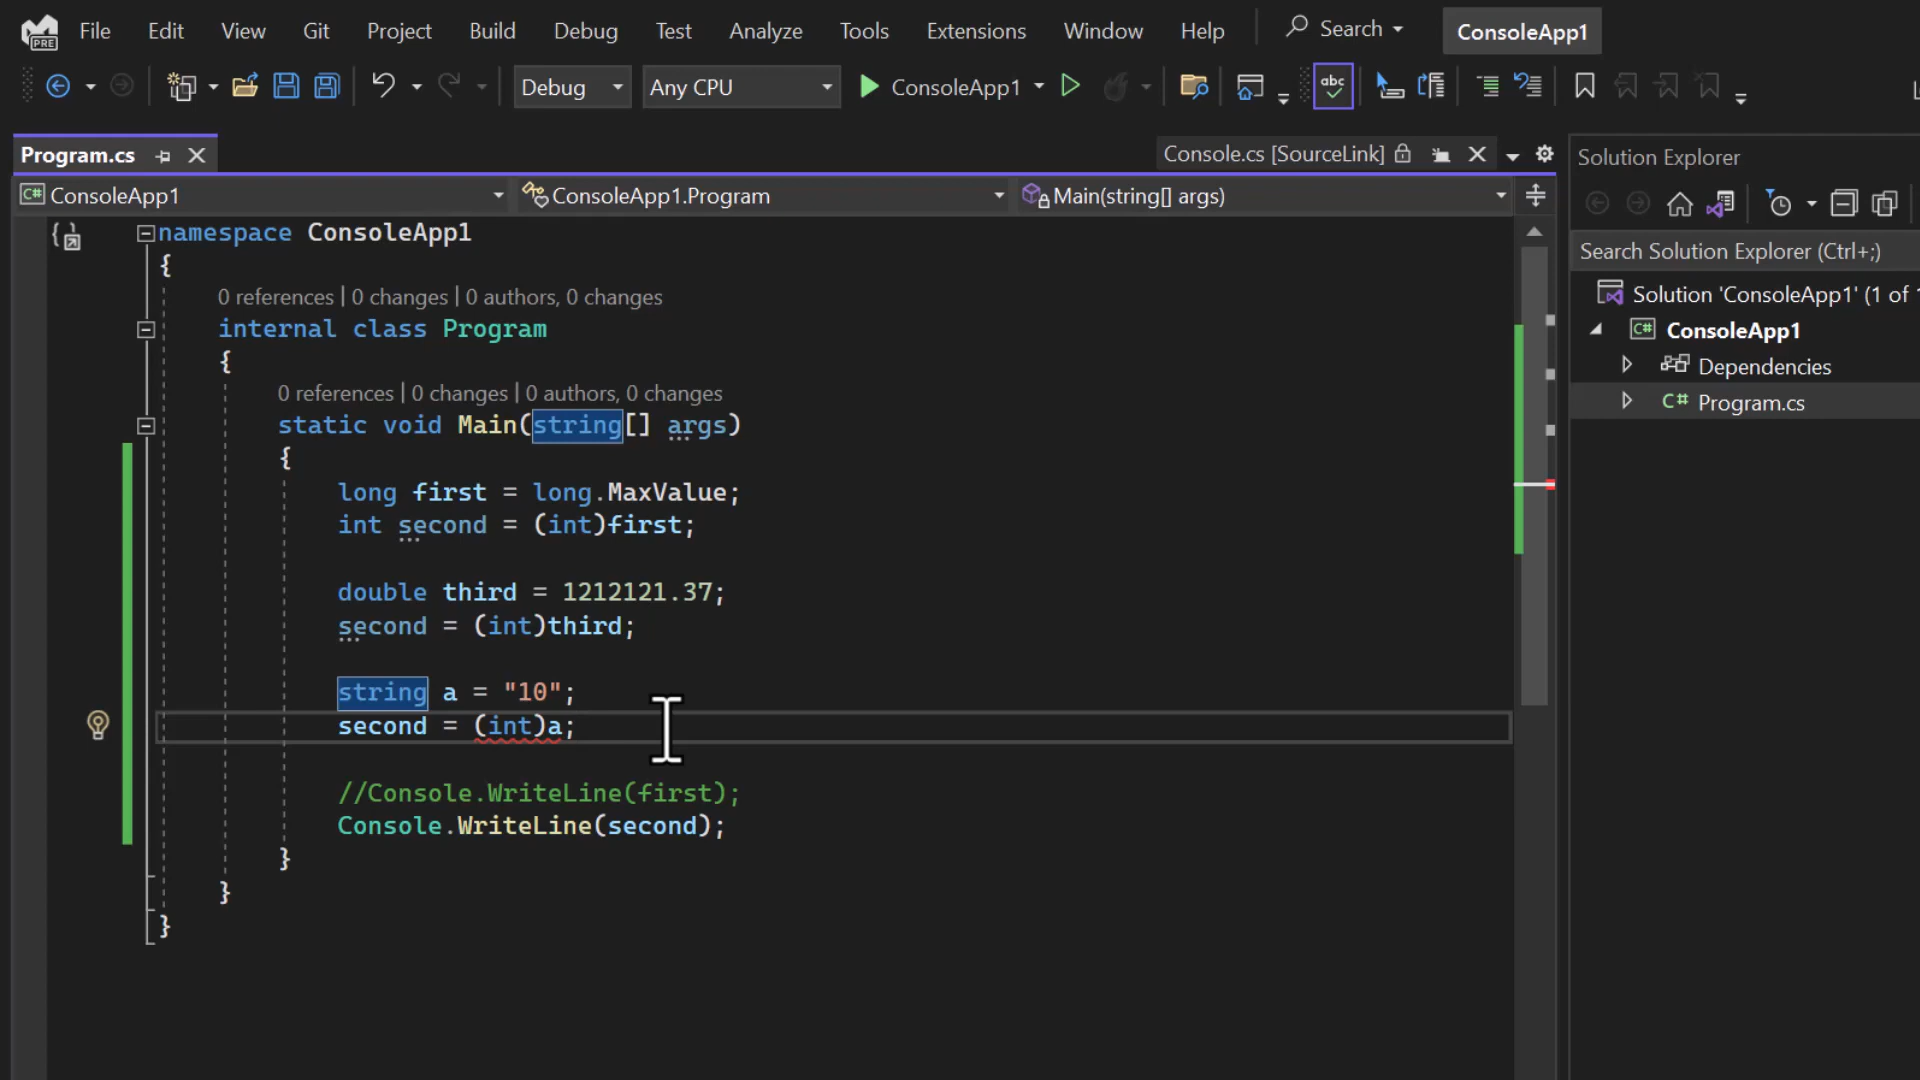 PRE File Edit View Git Project Build Debug Test Analyze Tools Extensions Window Help Search ConsoleApp1
Debug Any CPU ConsoleApp1 abc
Program.cs Console.cs [SourceLink]
C# ConsoleApp1 ConsoleApp1.Program Main(string[] args)
namespace ConsoleApp1
{
0 references | 0 changes | 0 authors, 0 changes
internal class Program
{
0 references | 0 changes | 0 authors, 0 changes
static void Main(string[] args)
{
long first = long.MaxValue;
int second = (int)first;
double third = 1212121.37;
second = (int)third;
string a = "10";
second = (int)a;
//Console.WriteLine(first);
Console.WriteLine(second);
}
}
}
Solution Explorer
Search Solution Explorer (Ctrl+;)
Solution 'ConsoleApp1' (1 of 
C# ConsoleApp1
Dependencies
C# Program.cs